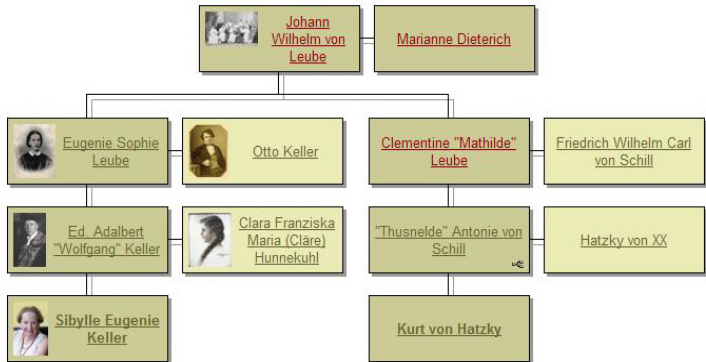 Johann
Wilhelm von
Leube
Marianne Dieterich
Eugenie Sophie
Leube
Otto Keller
Clementine "Mathilde"
Leube
Friedrich Wilhelm Carl
von Schill
Ed. Adalbert
"Wolfgang" Keller
Clara Franziska
Maria (Cläre)
Hunnekuhl
"Thusnelde" Antonie von
Schill
Hatzky von XX
Sibylle Eugenie
Keller
Kurt von Hatzky